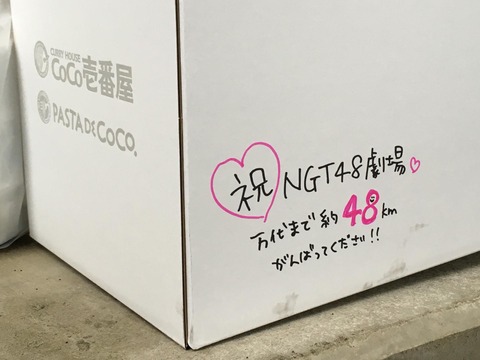 CURRY HOUSE
CoCo壱番屋
PASTA DE COCO.
祝 NGT48劇場♡
万代まで約48km
がんばってください!!